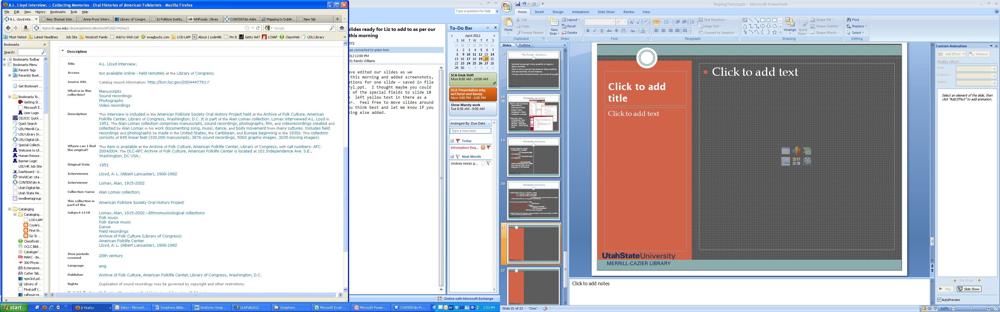 A.L. Lloyd interview; :: Collecting Memories - Oral Histories of American Folklorists - Mozilla Firefox
File Edit View History Bookmarks Tools Help
A.L. Lloyd inte...
Amy Shuman Inte...
Anne Pryor Interv...
Library of Congre...
IU Folklore Institu...
WHFoods: Olives
CONTENTdm Admi...
Mapping to Dublin...
New Tab
digital.lib.usu.edu/cdm/singleitem/collection/AFS/id/144/rec/1
Google
Most Visited Latest Headlines Job Site Woolcott Family Add to Wish List swagbucks.com LOD-LAM About | code4lib Pin It Getty AAT LCNAF ClassWeb USU Library
Bookmarks
Search:
Bookmarks Toolbar
Bookmarks Menu
Recent Tags
Recently Book...
Get Bookmark ...
Bookmarks To...
Getting St...
Microsoft E...
User Login
CEUSJC Quick ...
Quick Search
USU Merrill-Ca...
USU Library In...
USU Digital Lib...
Special Collecti...
Welcome to Ut...
Human Resour...
Banner Login
USU HR Job Site
Dashboard - U...
WorldCat: Uta...
CONTENTdm A...
Utah Digital Ne...
Utah State His...
mwdlmetagroup
Cataloging
Cataloging...
LOD-LAM
Coyle's...
First th...
Go To ...
Classificati...
OCLC Bibli...
Cataloger'...
MARC - Bo...
300 Physic...
Extensions...
Cutter Tab...
npm3rd.pd...
Library of ...
Final.pdf (...
calhoun-re...
Description
Title
A.L. Lloyd interview;
Access
Not available online - held remotely at the Library of Congress;
Source URL
Catalog record information: http://lccn.loc.gov/2004447761
What is in this
collection?
Manuscripts
Sound recordings
Photographs
Video recordings
Description
This interview is included in the American Folklore Society Oral History Project held at the Archive of Folk Culture, American
Folklife Center, Library of Congress, Washington, D.C. It is part of the Alan Lomax collection. Lomax interviewed A.L. Loyd in
1951. The Alan Lomax collection comprises manuscripts, sound recordings, photographs, film, and videorecordings created and
collected by Alan Lomax in his work documenting song, music, dance, and body movement from many cultures. Includes field
recordings and photographs he made in the United States, the Caribbean, and Europe beginning in the 1930s. This collection
consists of 845 linear feet (330,000 manuscripts, 3876 sound recordings, 5060 graphic images, 3035 moving images).
Where can I find
the original?
This item is available at the Archive of Folk Culture, American Folklife Center, Library of Congress, with call numbers: AFC
2004/004. The DLC-AFC Archive of Folk Culture, American Folklife Center is located at 101 Independence Ave. S.E.,
Washington, DC USA.;
Original Date
1951
Interviewee
Lloyd, A. L. (Albert Lancaster), 1908-1982
Interviewer
Lomax, Alan, 1915-2002
Collection Name
Alan Lomax collection;
This collection is
part of the
American Folklore Society Oral History Project
Subject-LCSH
Lomax, Alan, 1915-2002.--Ethnomusicological collections
Folk music
Folk dance music
Dance
Field recordings
Archive of Folk Culture (Library of Congress)
American Folklife Center
Lloyd, A. L. (Albert Lancaster), 1908-1982
Time periods
covered
20th century
Language
eng
Publisher
Archive of Folk Culture, American Folklife Center, Library of Congress, Washington, D.C.
Rights
Duplication of sound recordings may be governed by copyright and other restrictions.
Type a question for help
slides ready for Liz to add to as per our
this morning
ers
was converted to plain text.
012 12:00 PM
tt; Randy Williams
ave edited our slides as we
this morning and added screenshots,
ations for one slide – saved in file
ryl.ppt. I thought maybe you could
t of the special fields to slide 18
left yellow text in there as a
er. Feel free to move slides around
ou think best and let me know if you
ning else added.
To-Do Bar
April 2012
S M T W T F S
25 26 27 28 29 30 31
1 2 3 4 5 6 7
8 9 10 11 12 13 14
15 16 17 18 19 20 21
22 23 24 25 26 27 28
29 30 1 2 3 4 5
SCA Desk Shift
Mon 8:00 AM - 10:00 AM
ULA Presentation mtg.
w/Cheryl and Randy
Mon 3:00 PM - 4:00 PM
Show Mandy work
Tue 8:30 AM - 9:00 AM
Arranged By: Due Date
Type a new task
Today
Information Req...
Next Month
Andrea needs p...
Online with Microsoft Exchange
RopingCheryl.pptx - Microsoft PowerPoint
Home Insert Design Animations Slide Show Review View
Paste
Cut
Copy
Format Painter
Clipboard
New
Slide
Layout
Reset
Delete
Slides
27
Font
Text Direction
Align Text
Convert to SmartArt
Paragraph
Arrange
Quick
Styles
Shape Fill
Shape Outline
Shape Effects
Drawing
Find
Replace
Select
Editing
Slides Outline
17
File format decisions
18
Metadata decisions
19
Metadata decisions
20
Metadata decisions
21
22
Click to add
title
Click to add text
Click to add text
UtahStateUniversity
MERRILL-CAZIER LIBRARY
Click to add notes
Custom Animation
Add Effect
Remove
Modify effect
Start:
Property:
Speed:
Select an element of the slide, then
click "Add Effect" to add animation.
Re-Order
Play
Slide Show
AutoPreview
Slide 21 of 22 "Civic"
110%
start
2 Firefox
Inbox - Microsof...
Symphony Biblio...
SirsiDynix Symp...
ULAFolk2012
Symphony
Microsoft Excel ...
Microsoft Power...
CONTENTdm Pr...
64°
2:53 PM